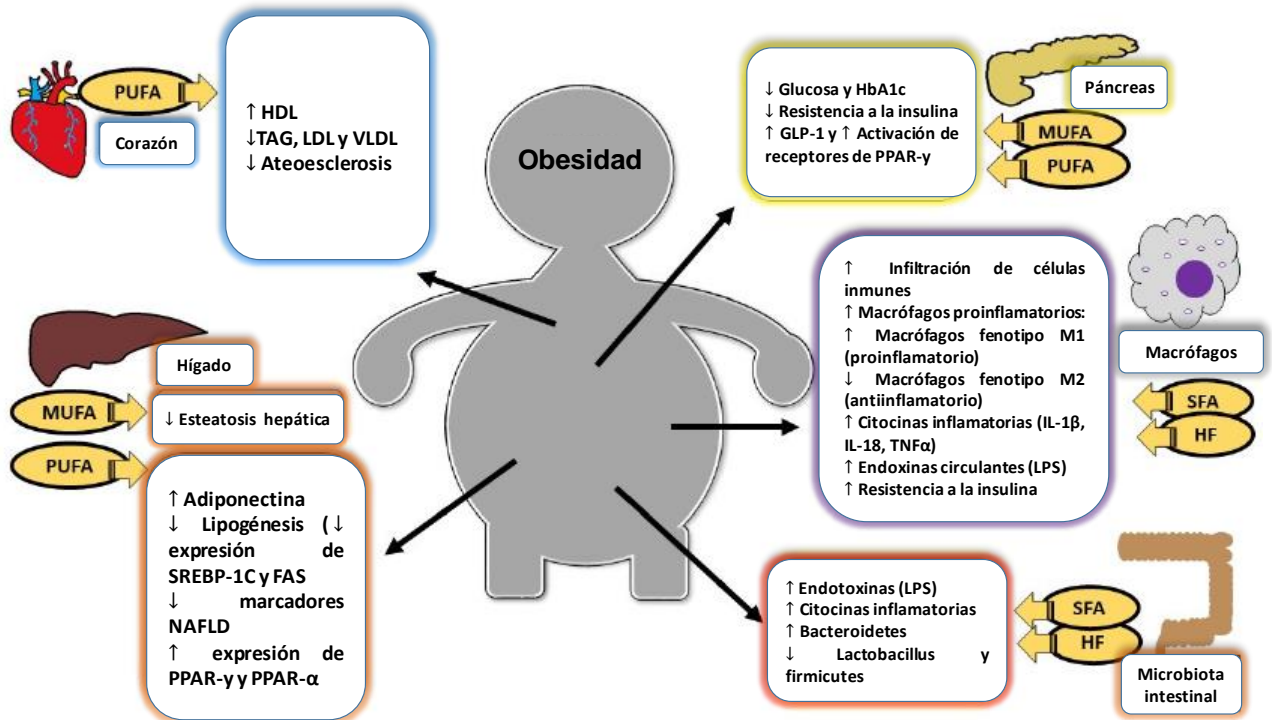 PUFA
Corazón
↑ HDL
↓TAG, LDL y VLDL
↓ Ateoesclerosis
Obesidad
↓ Glucosa y HbA1c
↓ Resistencia a la insulina
↑ GLP-1 y ↑ Activación de
receptores de PPAR-y
Páncreas
MUFA
PUFA
↑ Infiltración de células
inmunes
↑ Macrófagos proinflamatorios:
↑ Macrófagos fenotipo M1
(proinflamatorio)
↓ Macrófagos fenotipo M2
(antiinflamatorio)
↑ Citocinas inflamatorias (IL-1β,
IL-18, TNFα)
↑ Endoxinas circulantes (LPS)
↑ Resistencia a la insulina
Macrófagos
SFA
HF
Hígado
MUFA
↓ Esteatosis hepática
PUFA
↑ Adiponectina
↓ Lipogénesis (↓
expresión de
SREBP-1C y FAS
↓ marcadores
NAFLD
↑ expresión de
PPAR-y y PPAR-α
↑ Endotoxinas (LPS)
↑ Citocinas inflamatorias
↑ Bacteroidetes
↓ Lactobacillus y
firmicutes
SFA
HF
Microbiota
intestinal